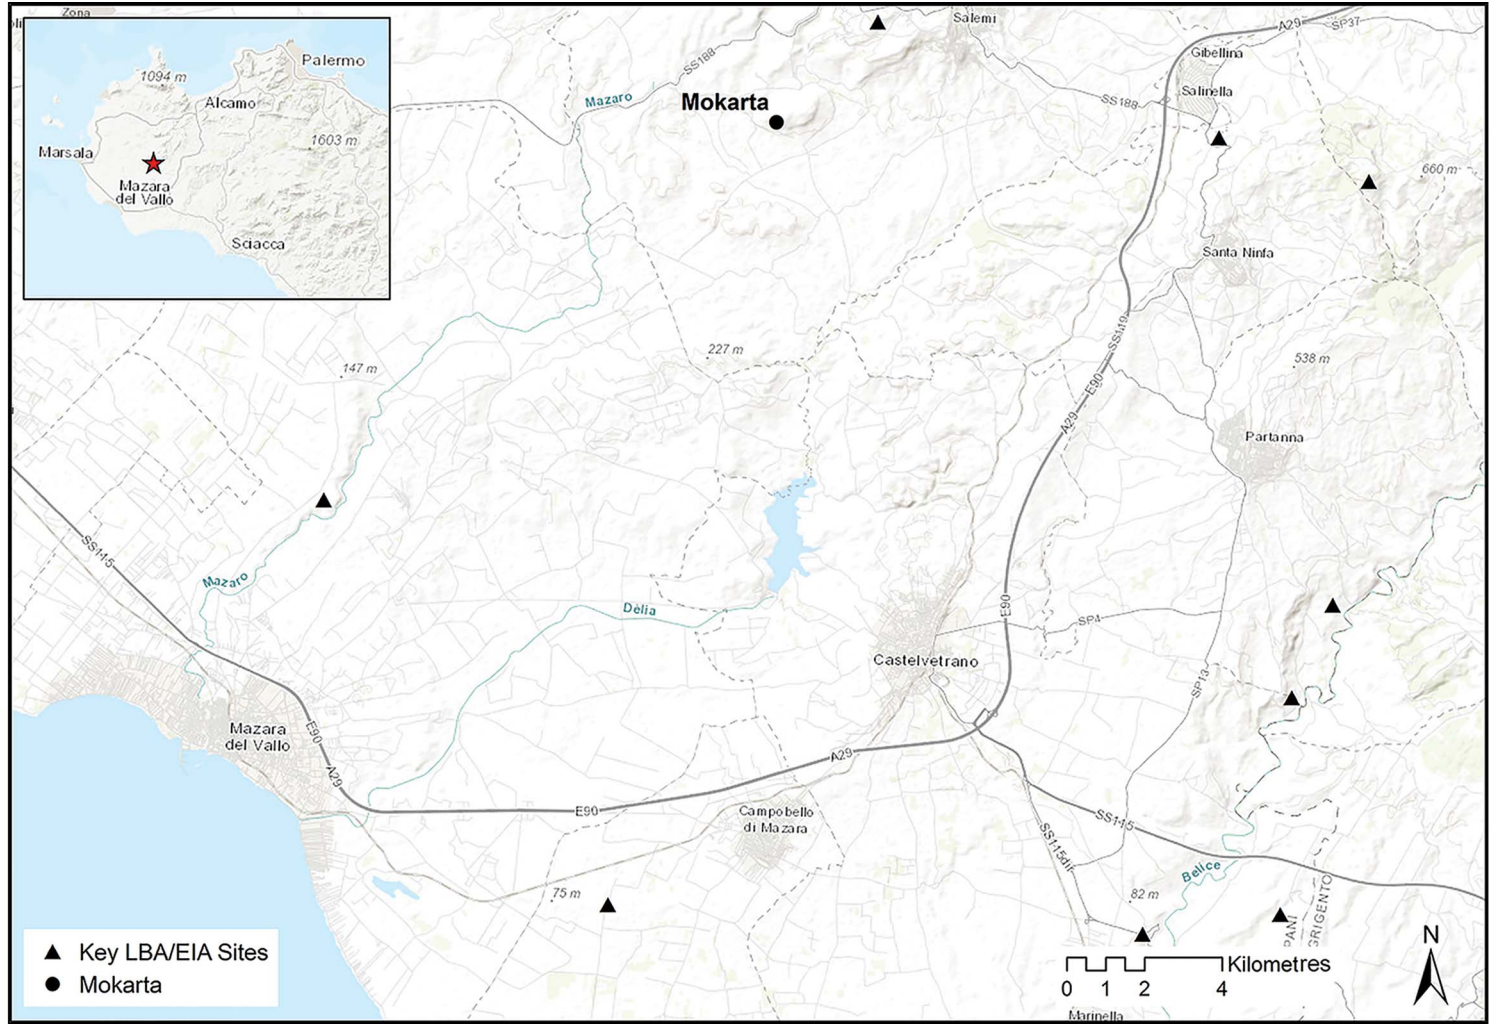 Zona
Palermo
1094 m
Alcamo
1603 m
Marsala
Mazara
del Vallo
Sciacca
Salemi
A29
SP37
SS188
Gibellina
Mazaro
Mokarta
SS188
Salinella
660 m
Santa Ninfa
SS119
227 m
147 m
538 m
E90
A29
Partanna
SS115
Mazaro
Delia
E90
SP4
Castelvetrano
SP13
Mazara
del Vallo
E90
A29
A29
E90
Campobello
di Mazara
SS115
SS115dir
Belice
75 m
82 m
PANI
GRIGENTO
Key LBA/EIA Sites
Mokarta
N
Kilometres
0 1 2 4
Marinella